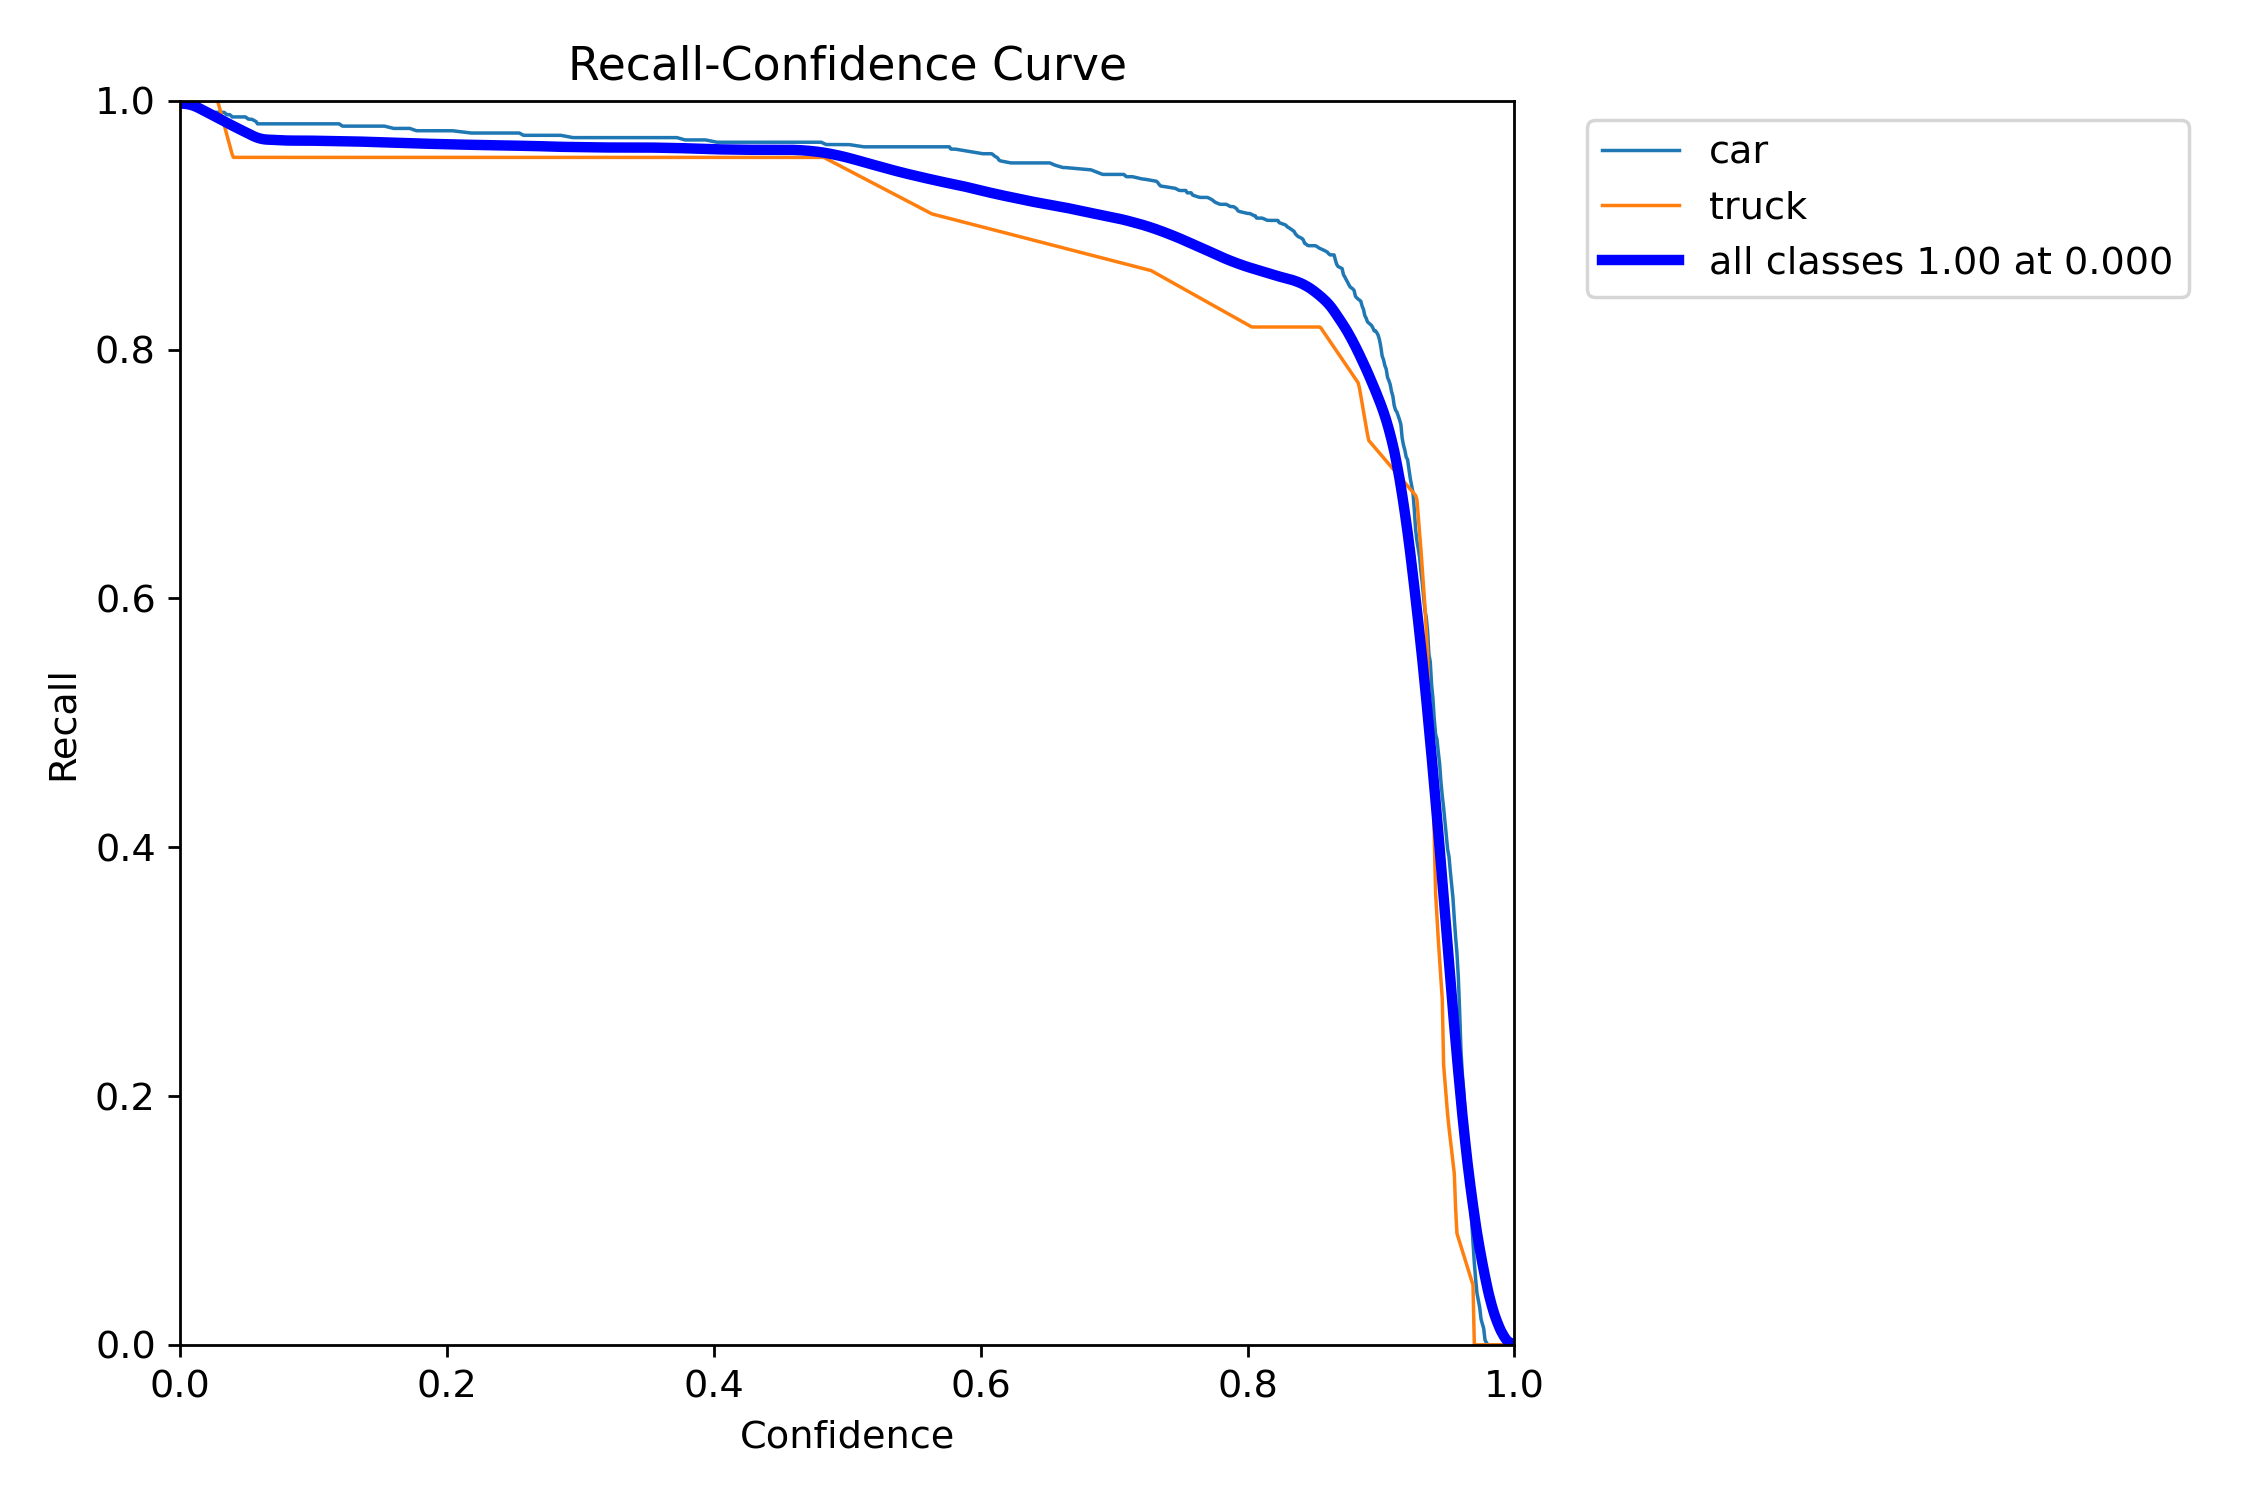 Recall-Confidence Curve
1.0
0.8
0.6
0.4
0.2
0.0
Recall
0.0 0.2 0.4 0.6 0.8 1.0
Confidence
car
truck
all classes 1.00 at 0.000